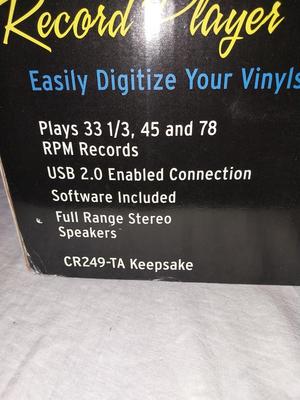 Record Player
Easily Digitize Your Vinyls
Plays 33 1/3, 45 and 78
RPM Records
USB 2.0 Enabled Connection
Software Included
Full Range Stereo
Speakers
CR249-TA Keepsake